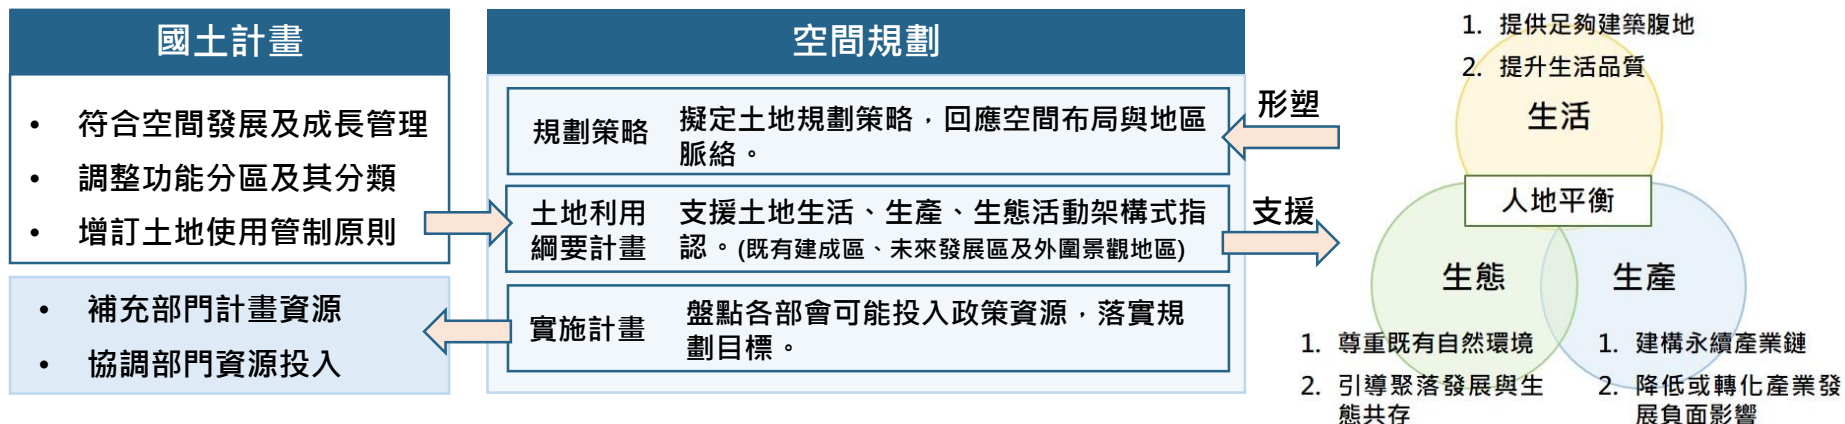 國土計畫
• 符合空間發展及成長管理
• 調整功能分區及其分類
• 增訂土地使用管制原則
• 補充部門計畫資源
• 協調部門資源投入
空間規劃
規劃策略
擬定土地規劃策略，回應空間布局與地區
脈絡。
土地利用
綱要計畫
支援土地生活、生產、生態活動架構式指
認。(既有建成區、未來發展區及外圍景觀地區)
實施計畫
盤點各部會可能投入政策資源，落實規
劃目標。
形塑
支援
1. 提供足夠建築腹地
2. 提升生活品質
生活
人地平衡
生態
生產
1. 尊重既有自然環境
2. 引導聚落發展與生
態共存
1. 建構永續產業鏈
2. 降低或轉化產業發
展負面影響